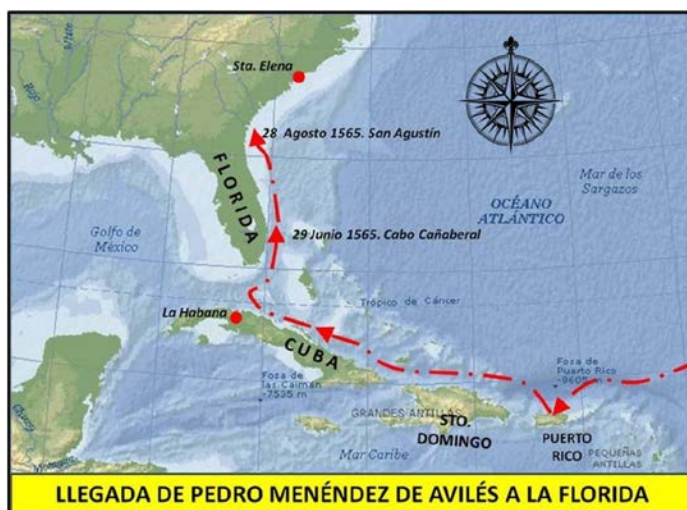 White
Sta. Elena
28 Agosto 1565. San Agustín
FLORIDA
Mar de los
Sargazos
OCÉANO
ATLÁNTICO
Golfo de
México
29 Junio 1565. Cabo Cañaberal
La Habana
Trópico de Cáncer
CUBA
Fosa de
las Caimán
-7535 m
Fosa de
Puerto Rico
-9605 m
GRANDES ANTILLAS
STO.
DOMINGO
PUERTO
RICO
PEQUEÑAS
ANTILLAS
Mar Caribe
LLEGADA DE PEDRO MENÉNDEZ DE AVILÉS A LA FLORIDA